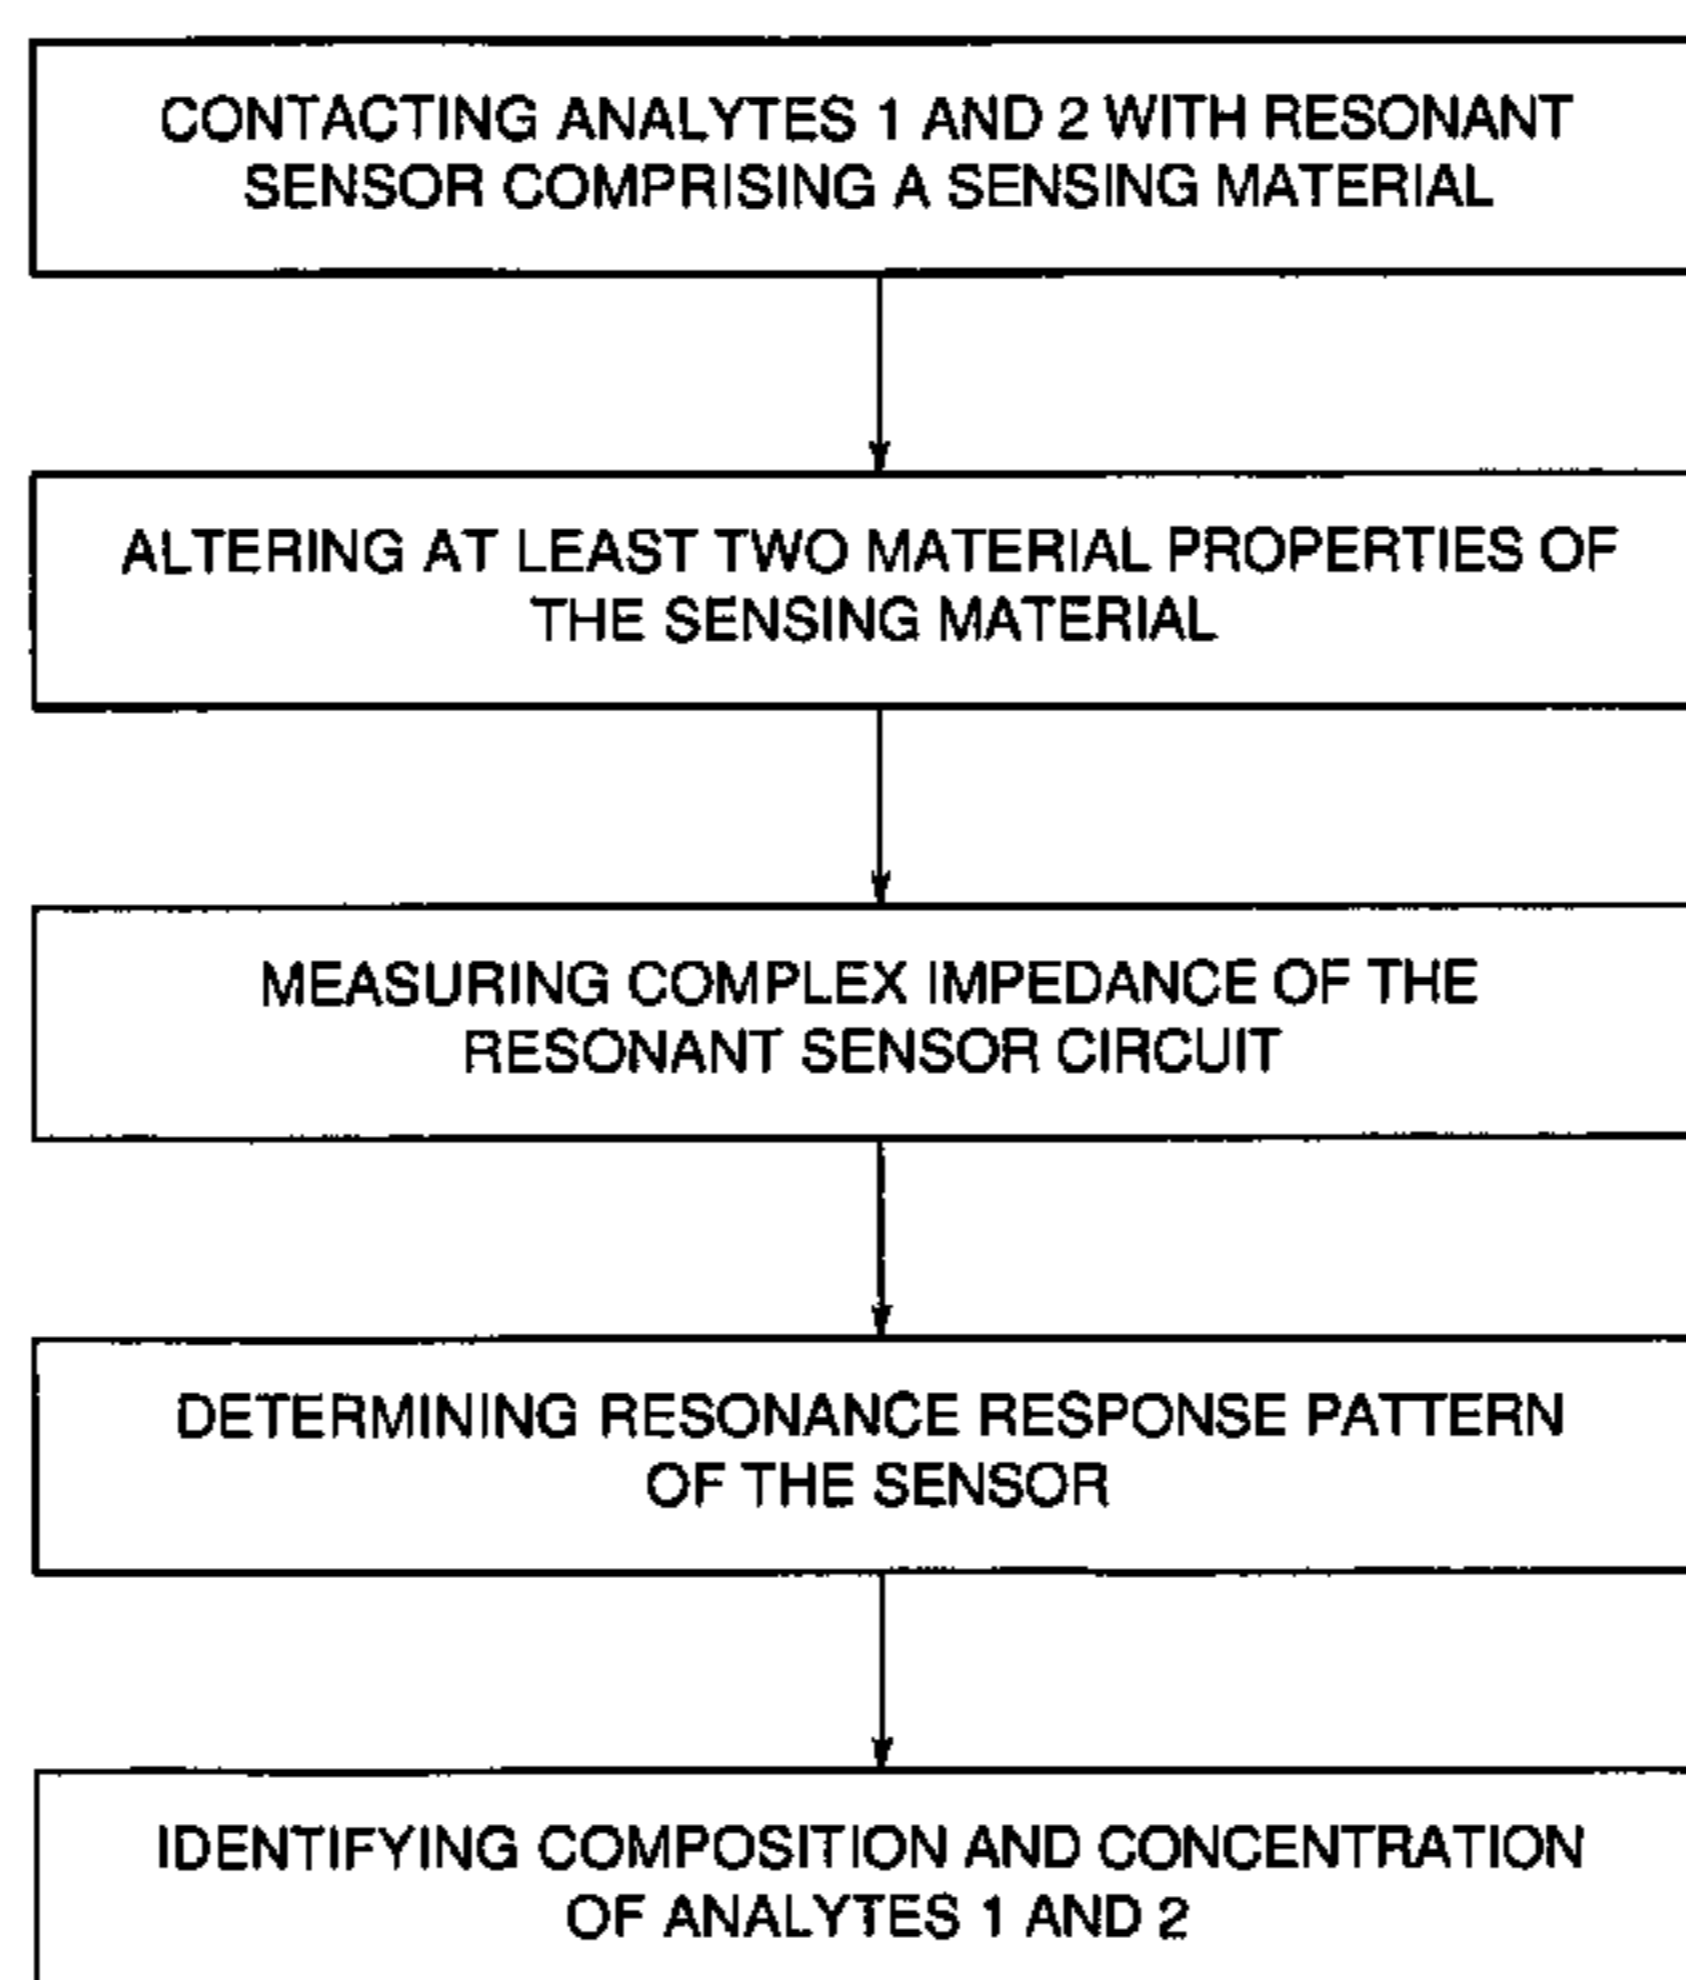 CONTACTING ANALYTES 1 AND 2 WITH RESONANT
SENSOR COMPRISING A SENSING MATERIAL
ALTERING AT LEAST TWO MATERIAL PROPERTIES OF
THE SENSING MATERIAL
MEASURING COMPLEX IMPEDANCE OF THE
RESONANT SENSOR CIRCUIT
DETERMINING RESONANCE RESPONSE PATTERN
OF THE SENSOR
IDENTIFYING COMPOSITION AND CONCENTRATION
OF ANALYTES 1 AND 2